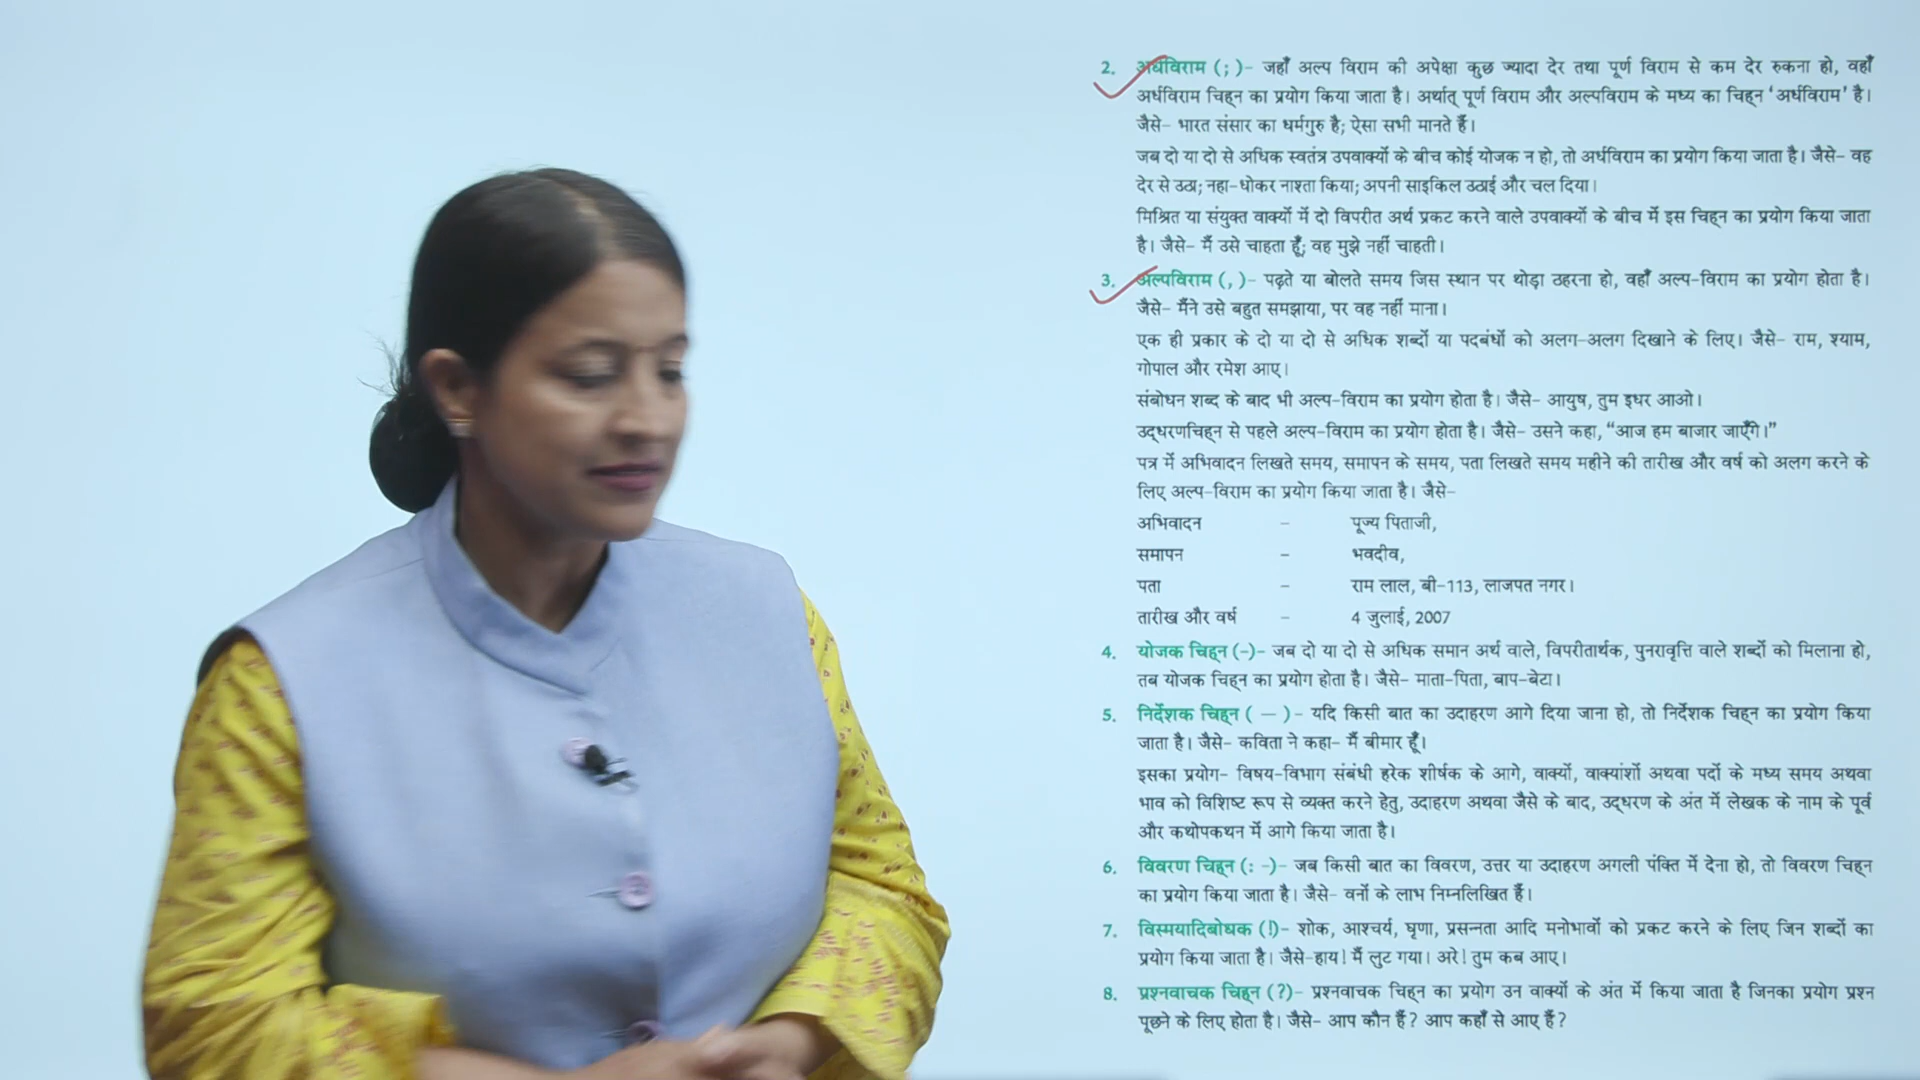 2. अर्धविराम (;)- जहाँ अल्प विराम की अपेक्षा कुछ ज्यादा देर तथा पूर्ण विराम से कम देर रुकना हो, वहाँ
अर्धविराम चिह्न का प्रयोग किया जाता है। अर्थात् पूर्ण विराम और अल्पविराम के मध्य का चिह्न 'अर्धविराम' है।
जैसे- भारत संसार का धर्मगुरु है; ऐसा सभी मानते हैं।
जब दो या दो से अधिक स्वतंत्र उपवाक्यों के बीच कोई योजक न हो, तो अर्धविराम का प्रयोग किया जाता है। जैसे- वह
देर से उठा; नहा-धोकर नाश्ता किया; अपनी साइकिल उठाई और चल दिया।
मिश्रित या संयुक्त वाक्यों में दो विपरीत अर्थ प्रकट करने वाले उपवाक्यों के बीच में इस चिह्न का प्रयोग किया जाता
है। जैसे- मैं उसे चाहता हूँ; वह मुझे नहीं चाहती।
3. अल्पविराम (,)- पढ़ते या बोलते समय जिस स्थान पर थोड़ा ठहरना हो, वहाँ अल्प-विराम का प्रयोग होता है।
जैसे- मैंने उसे बहुत समझाया, पर वह नहीं माना।
एक ही प्रकार के दो या दो से अधिक शब्दों या पदबंधों को अलग-अलग दिखाने के लिए। जैसे- राम, श्याम,
गोपाल और रमेश आए।
संबोधन शब्द के बाद भी अल्प-विराम का प्रयोग होता है। जैसे- आयुष, तुम इधर आओ।
उद्धरणचिह्न से पहले अल्प-विराम का प्रयोग होता है। जैसे- उसने कहा, “आज हम बाजार जाएँगे।”
पत्र में अभिवादन लिखते समय, समापन के समय, पता लिखते समय महीने की तारीख और वर्ष को अलग करने के
लिए अल्प-विराम का प्रयोग किया जाता है। जैसे-
अभिवादन - पूज्य पिताजी,
समापन - भवदीव,
पता - राम लाल, बी-113, लाजपत नगर।
तारीख और वर्ष - 4 जुलाई, 2007
4. योजक चिह्न (-)- जब दो या दो से अधिक समान अर्थ वाले, विपरीतार्थक, पुनरावृत्ति वाले शब्दों को मिलाना हो,
तब योजक चिह्न का प्रयोग होता है। जैसे- माता-पिता, बाप-बेटा।
5. निर्देशक चिह्न ( — )- यदि किसी बात का उदाहरण आगे दिया जाना हो, तो निर्देशक चिह्न का प्रयोग किया
जाता है। जैसे- कविता ने कहा- मैं बीमार हूँ।
इसका प्रयोग- विषय-विभाग संबंधी हरेक शीर्षक के आगे, वाक्यों, वाक्यांशों अथवा पदों के मध्य समय अथवा
भाव को विशिष्ट रूप से व्यक्त करने हेतु, उदाहरण अथवा जैसे के बाद, उद्धरण के अंत में लेखक के नाम के पूर्व
और कथोपकथन में आगे किया जाता है।
6. विवरण चिह्न (: -)- जब किसी बात का विवरण, उत्तर या उदाहरण अगली पंक्ति में देना हो, तो विवरण चिह्न
का प्रयोग किया जाता है। जैसे- वनों के लाभ निम्नलिखित हैं।
7. विस्मयादिबोधक (!)- शोक, आश्चर्य, घृणा, प्रसन्नता आदि मनोभावों को प्रकट करने के लिए जिन शब्दों का
प्रयोग किया जाता है। जैसे-हाय! मैं लुट गया। अरे! तुम कब आए।
8. प्रश्नवाचक चिह्न (?)- प्रश्नवाचक चिह्न का प्रयोग उन वाक्यों के अंत में किया जाता है जिनका प्रयोग प्रश्न
पूछने के लिए होता है। जैसे- आप कौन हैं? आप कहाँ से आए हैं?